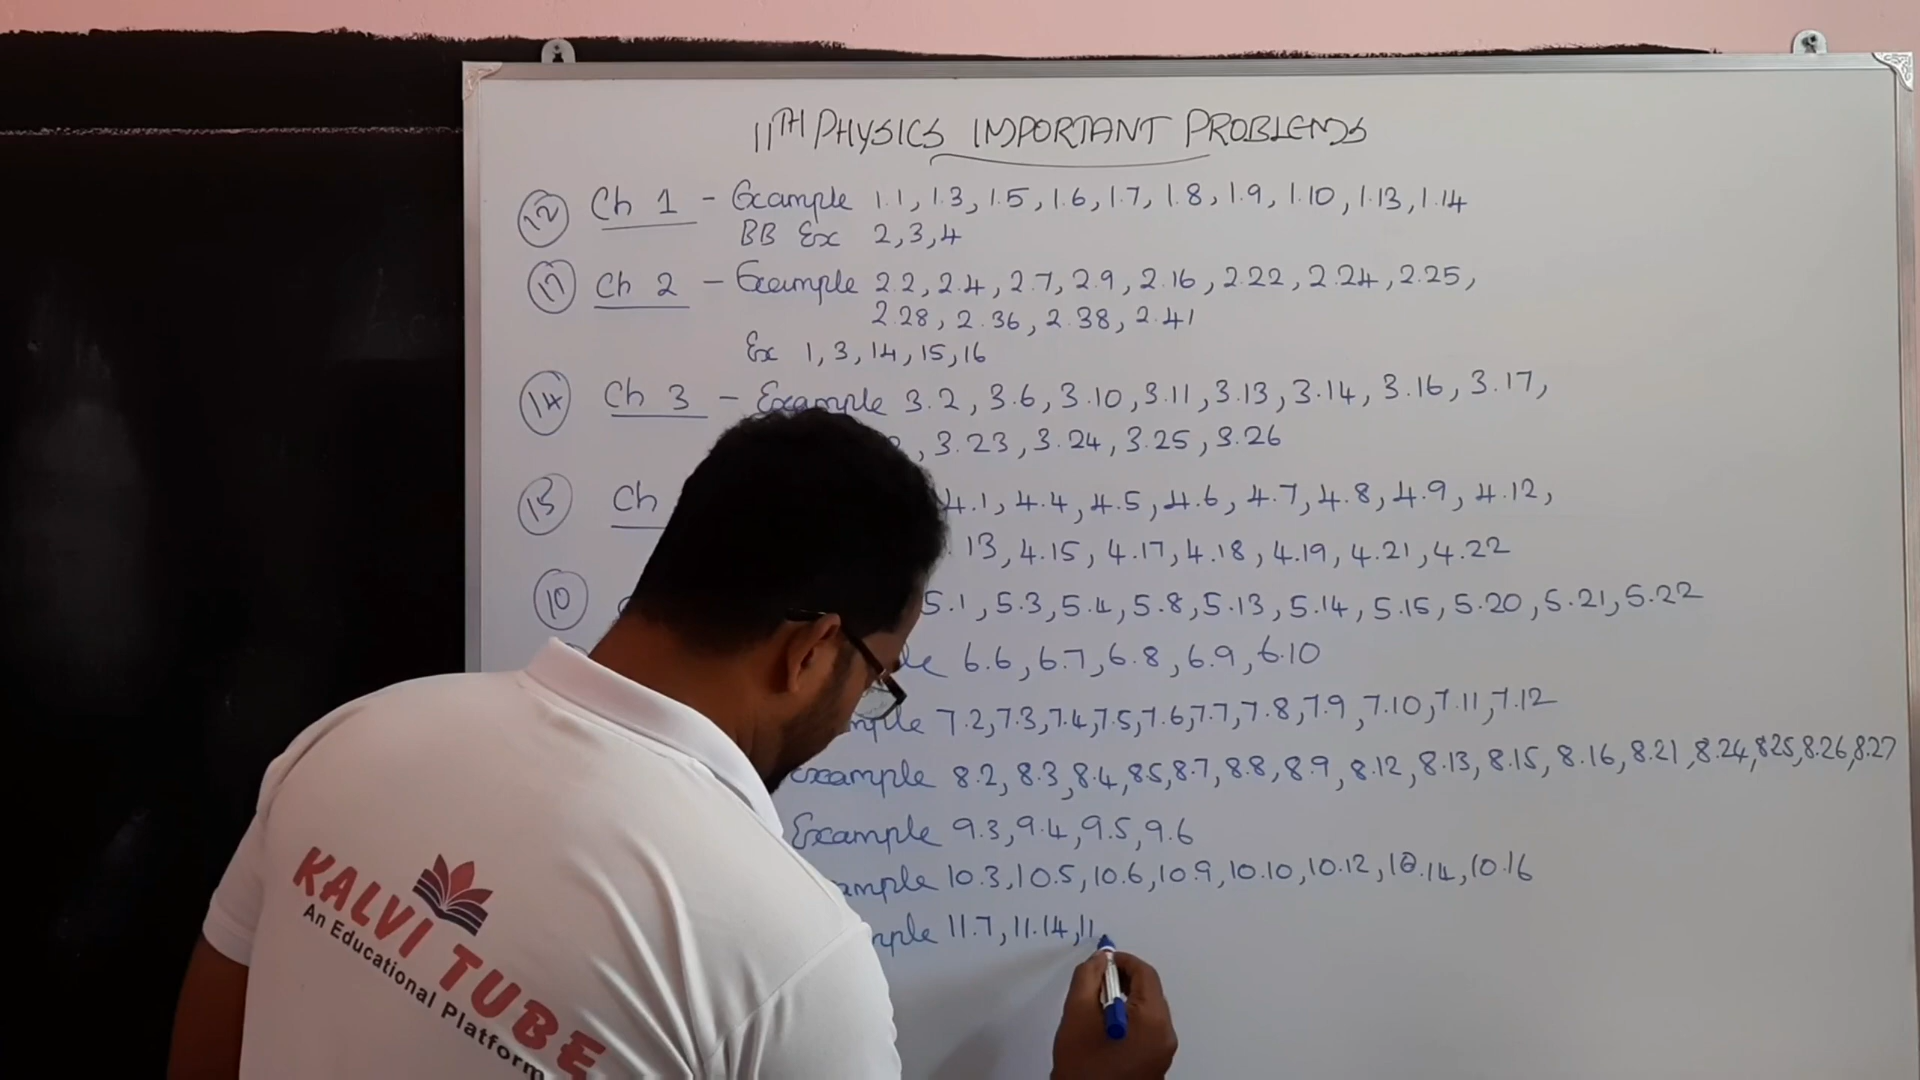 11TH PHYSICS IMPORTANT PROBLEMS
12 Ch 1 - Example 1.1, 1.3, 1.5, 1.6, 1.7, 1.8, 1.9, 1.10, 1.13, 1.14
BB Ex 2,3,4
17 Ch 2 - Example 2.2, 2.4, 2.7, 2.9, 2.16, 2.22, 2.24, 2.25,
2.28, 2.36, 2.38, 2.41
Ex 1, 3, 14, 15, 16
14 Ch 3 - Example 3.2, 3.6, 3.10, 3.11, 3.13, 3.14, 3.16, 3.17,
, 3.23, 3.24, 3.25, 3.26
15 Ch 4.1, 4.4, 4.5, 4.6, 4.7, 4.8, 4.9, 4.12,
13, 4.15, 4.17, 4.18, 4.19, 4.21, 4.22
10 5.1, 5.3, 5.4, 5.8, 5.13, 5.14, 5.15, 5.20, 5.21, 5.22
6.6, 6.7, 6.8, 6.9, 6.10
mple 7.2, 7.3, 7.4, 7.5, 7.6, 7.7, 7.8, 7.9, 7.10, 7.11, 7.12
Example 8.2, 8.3, 8.4, 8.5, 8.7, 8.8, 8.9, 8.12, 8.13, 8.15, 8.16, 8.21, 8.24, 8.25, 8.26, 8.27
Example 9.3, 9.4, 9.5, 9.6
ample 10.3, 10.5, 10.6, 10.9, 10.10, 10.12, 10.14, 10.16
mple 11.7, 11.14, 11.
KALVI TUBE
An Educational Platform